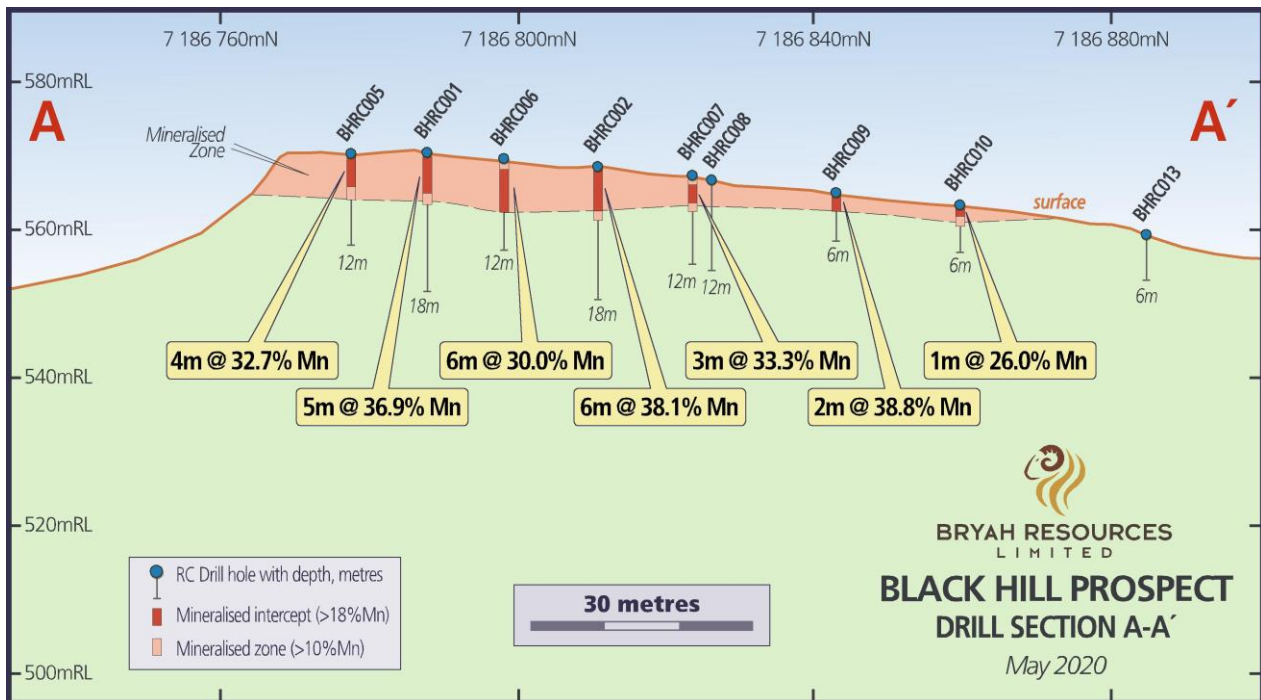 7 186 760mN
7 186 800mN
7 186 840mN
7 186 880mN
580mRL
560mRL
540mRL
520mRL
500mRL
A
A´
Mineralised
Zone
BHRC005
BHRC001
BHRC006
BHRC002
BHRC007
BHRC008
BHRC009
BHRC010
BHRC013
surface
12m
18m
12m
18m
12m
12m
6m
6m
6m
4m @ 32.7% Mn
6m @ 30.0% Mn
3m @ 33.3% Mn
1m @ 26.0% Mn
5m @ 36.9% Mn
6m @ 38.1% Mn
2m @ 38.8% Mn
RC Drill hole with depth, metres
Mineralised intercept (>18%Mn)
Mineralised zone (>10%Mn)
30 metres
BRYAH RESOURCES
LIMITED
BLACK HILL PROSPECT
DRILL SECTION A-A´
May 2020